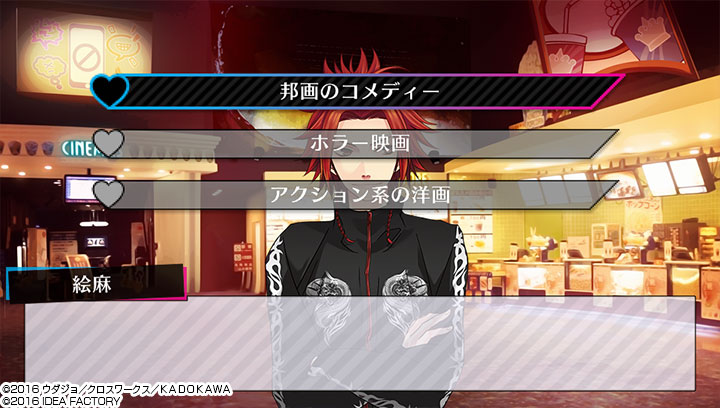 邦画のコメディー
ホラー映画
アクション系の洋画
絵麻
©2016 ウダジョ/クロスワークス/KADOKAWA
©2016 IDEA FACTORY